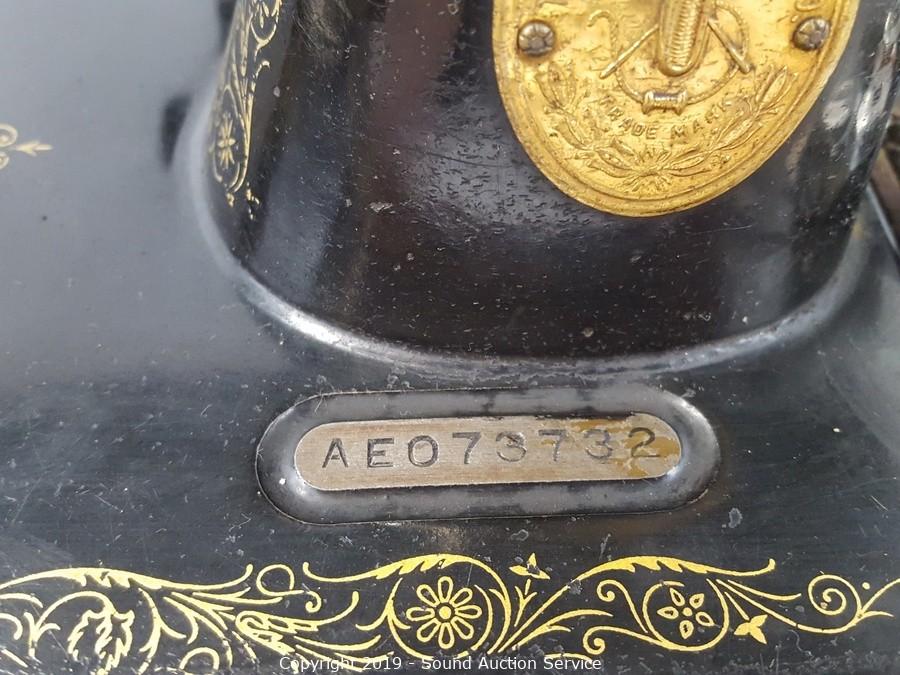 TRADE MARK
AE073732
Copyright 2019 - Sound Auction Service